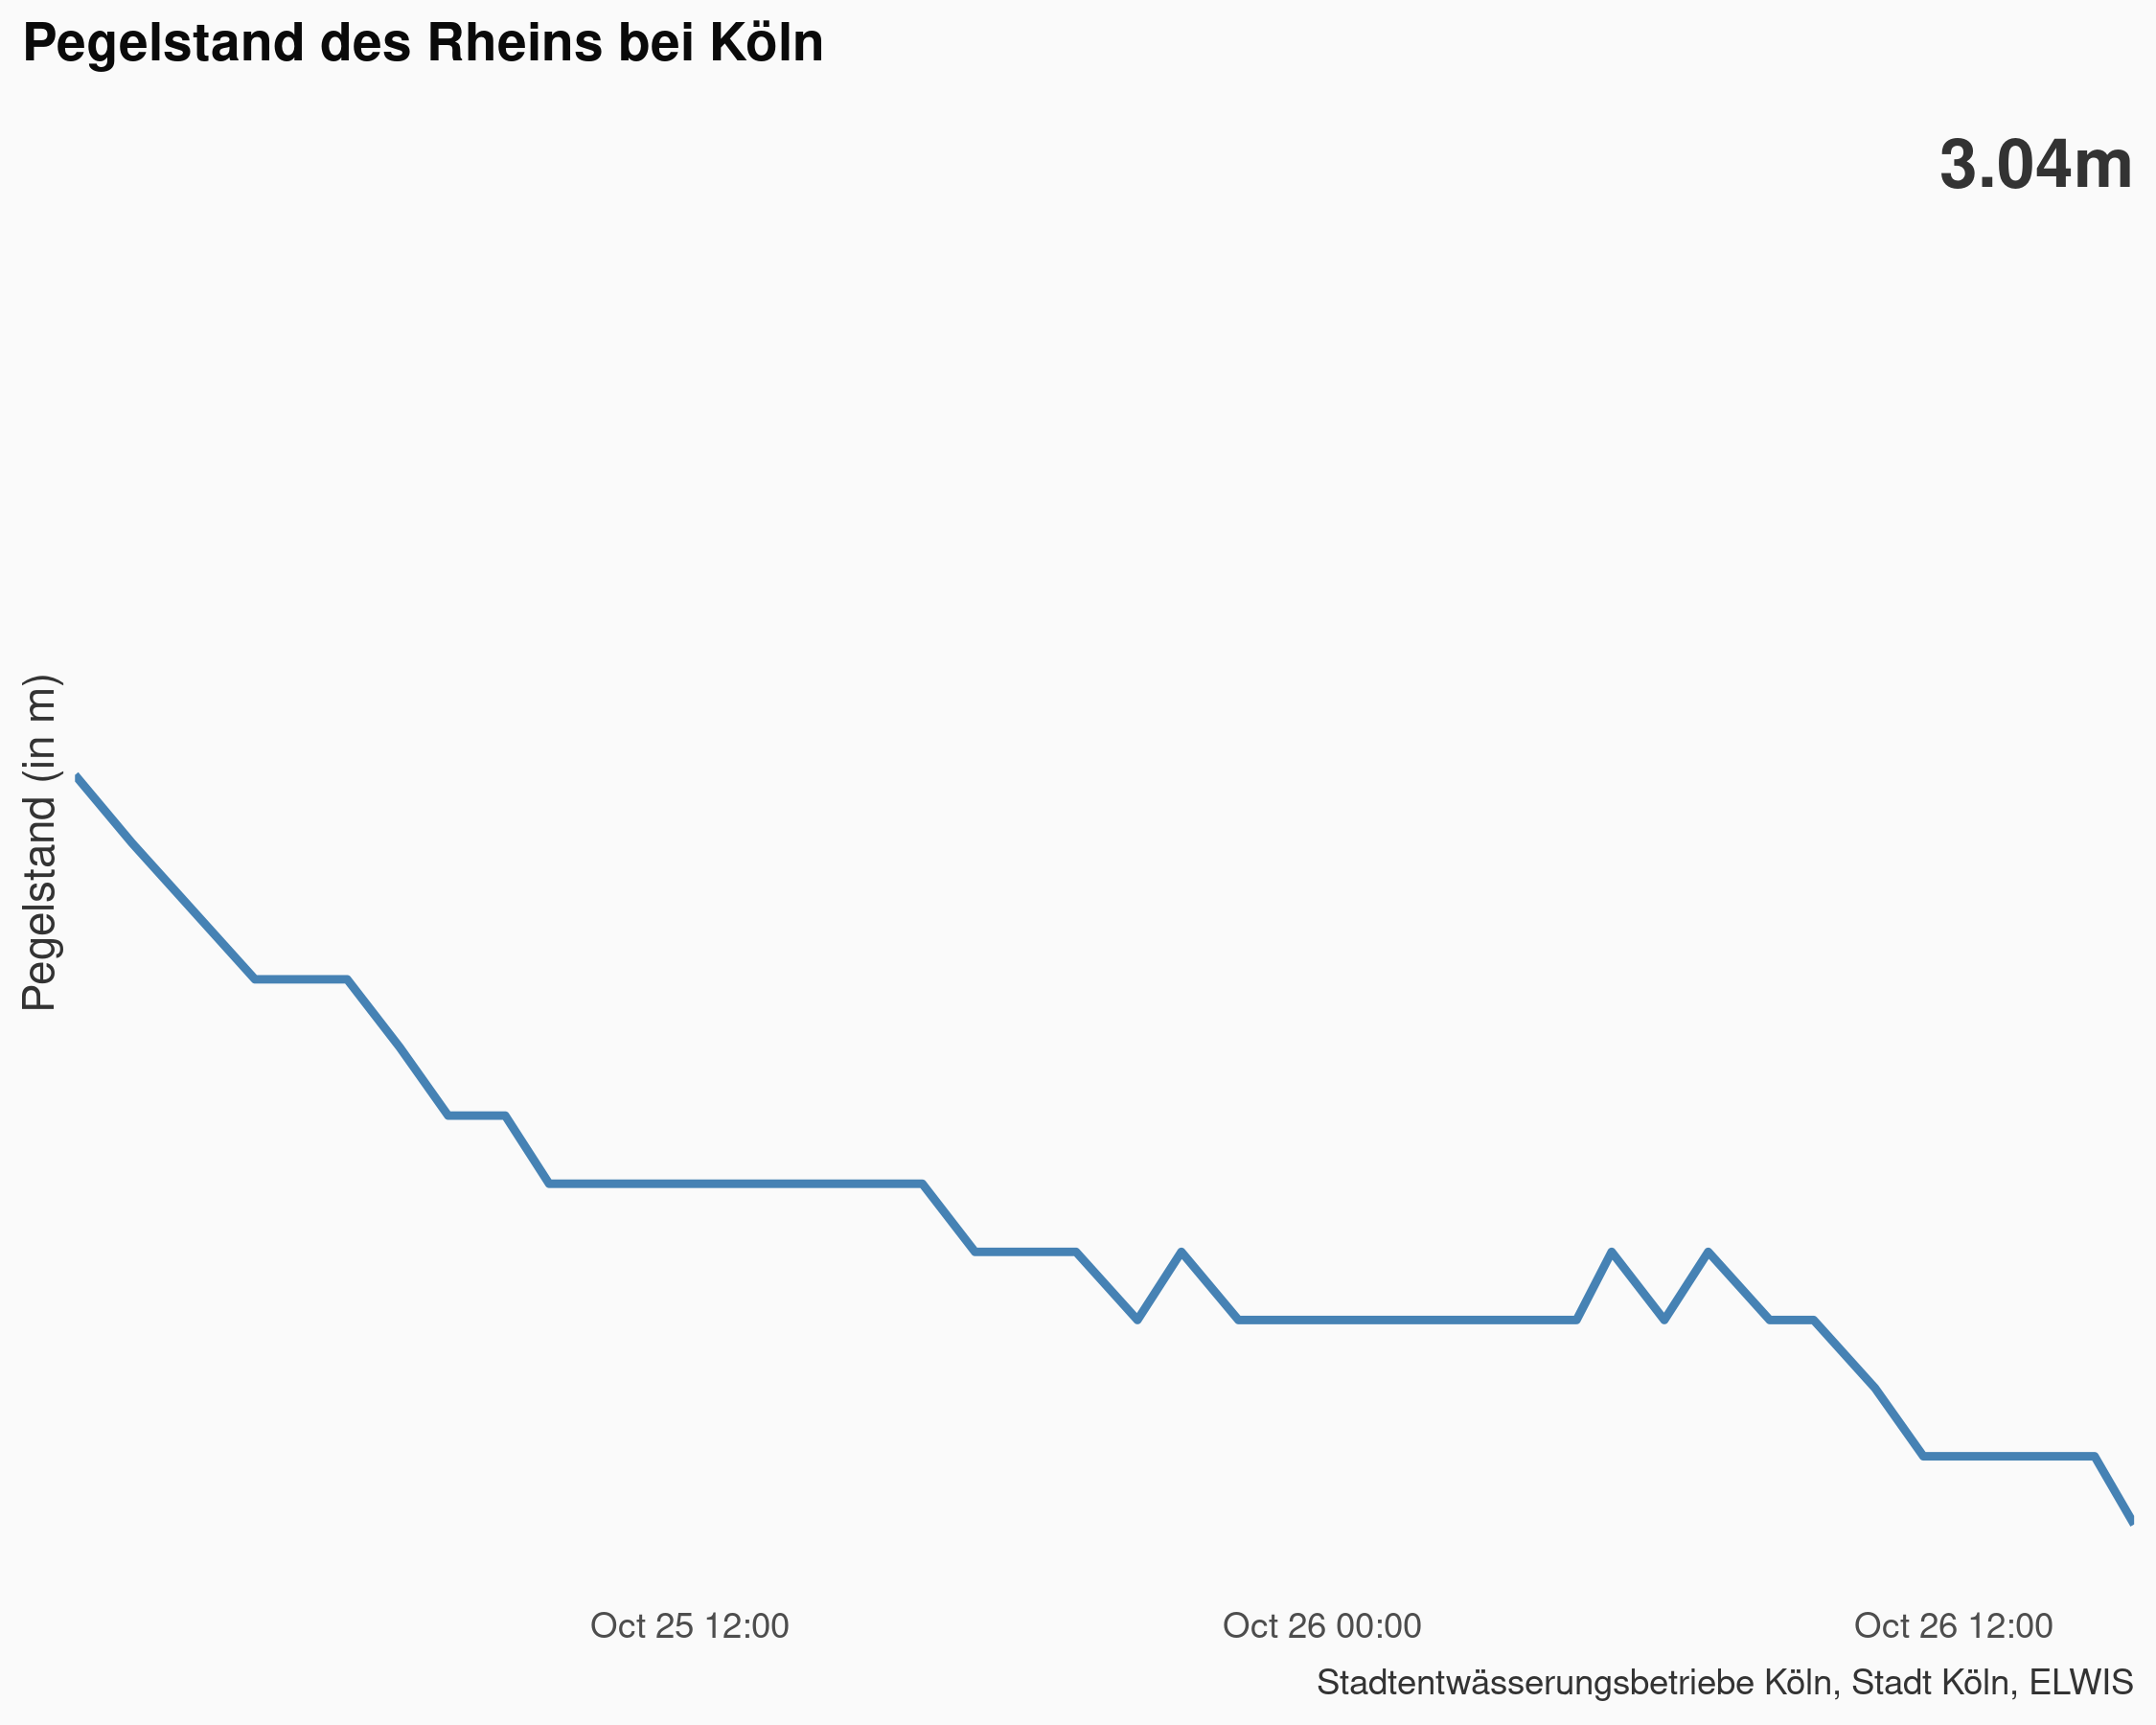 Pegelstand des Rheins bei Köln
3.04m
Pegelstand (in m)
Oct 25 12:00
Oct 26 00:00
Oct 26 12:00
Stadtentwässerungsbetriebe Köln, Stadt Köln, ELWIS